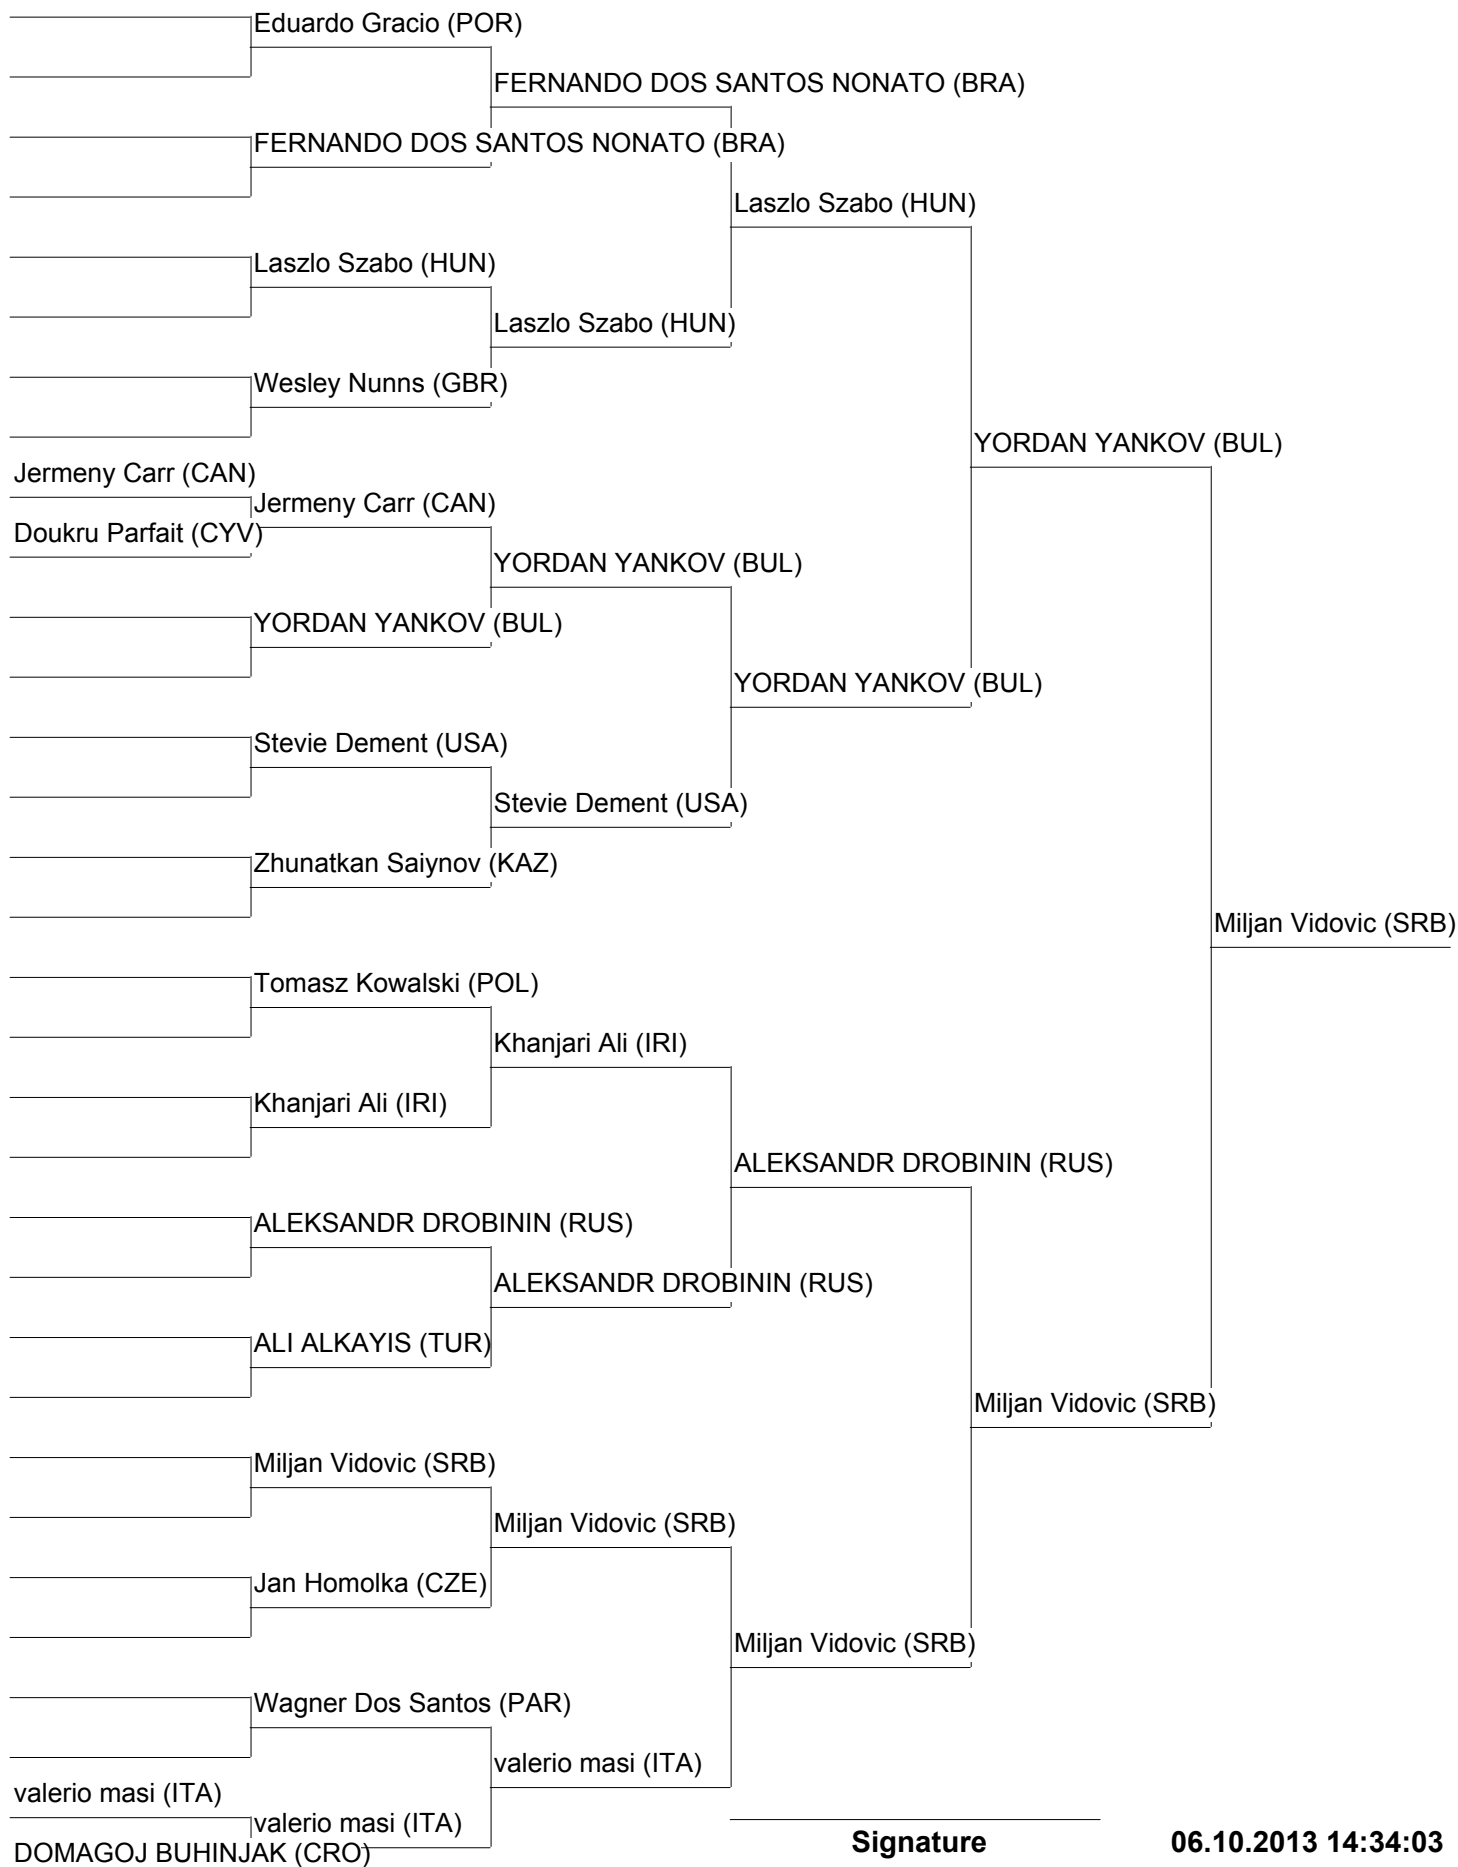 Eduardo Gracio (POR)
FERNANDO DOS SANTOS NONATO (BRA)
FERNANDO DOS SANTOS NONATO (BRA)
Laszlo Szabo (HUN)
Laszlo Szabo (HUN)
Laszlo Szabo (HUN)
Wesley Nunns (GBR)
YORDAN YANKOV (BUL)
Jermeny Carr (CAN)
Jermeny Carr (CAN)
Doukru Parfait (CYV)
YORDAN YANKOV (BUL)
YORDAN YANKOV (BUL)
YORDAN YANKOV (BUL)
Stevie Dement (USA)
Stevie Dement (USA)
Zhunatkan Saiynov (KAZ)
Miljan Vidovic (SRB)
Tomasz Kowalski (POL)
Khanjari Ali (IRI)
Khanjari Ali (IRI)
ALEKSANDR DROBININ (RUS)
ALEKSANDR DROBININ (RUS)
ALEKSANDR DROBININ (RUS)
ALI ALKAYIS (TUR)
Miljan Vidovic (SRB)
Miljan Vidovic (SRB)
Miljan Vidovic (SRB)
Jan Homolka (CZE)
Miljan Vidovic (SRB)
Wagner Dos Santos (PAR)
valerio masi (ITA)
valerio masi (ITA)
valerio masi (ITA)
DOMAGOJ BUHINJAK (CRO)
Signature 06.10.2013 14:34:03